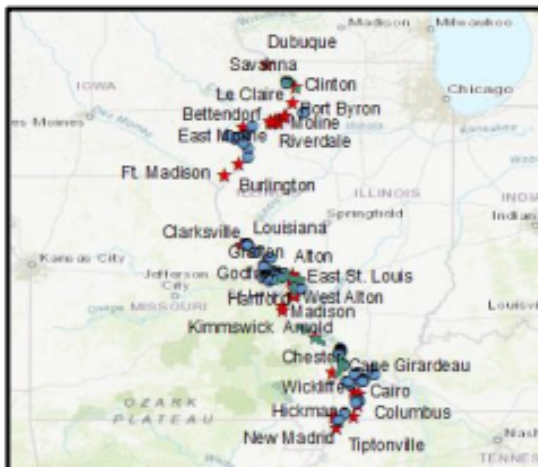 Madison
Milwaukee
Dubuque
Savanna
Clinton
IOWA
Le Claire
Chicago
Port Byron
Bettendorf
Moline
Des Moines
East Moline
Riverdale
Ft. Madison
Burlington
ILLINOIS
Springfield
INDIANA
Clarksville
Louisiana
Grafton
Alton
Kansas City
Godfrey
East St. Louis
Jefferson
City
Hartford
West Alton
MISSOURI
Madison
Kimmswick
Arnold
Chester
Cape Girardeau
Wickliffe
Cairo
OZARK
PLATEAU
Hickman
Columbus
New Madrid
Tiptonville